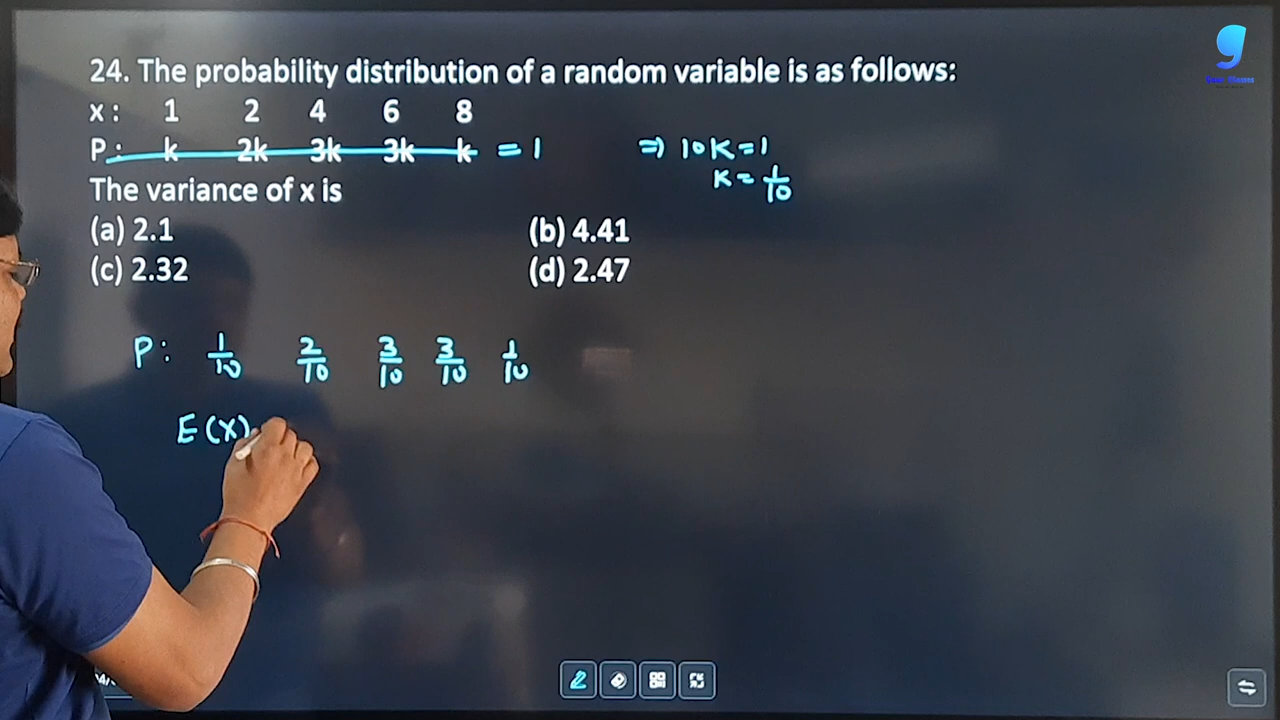 24. The probability distribution of a random variable is as follows:
x : 1 2 4 6 8
P : k 2k 3k 3k k = 1 ⇒ 10K = 1
K = 1/10
The variance of x is
(a) 2.1 (b) 4.41
(c) 2.32 (d) 2.47
P : 1/10 2/10 3/10 3/10 1/10
E(X)